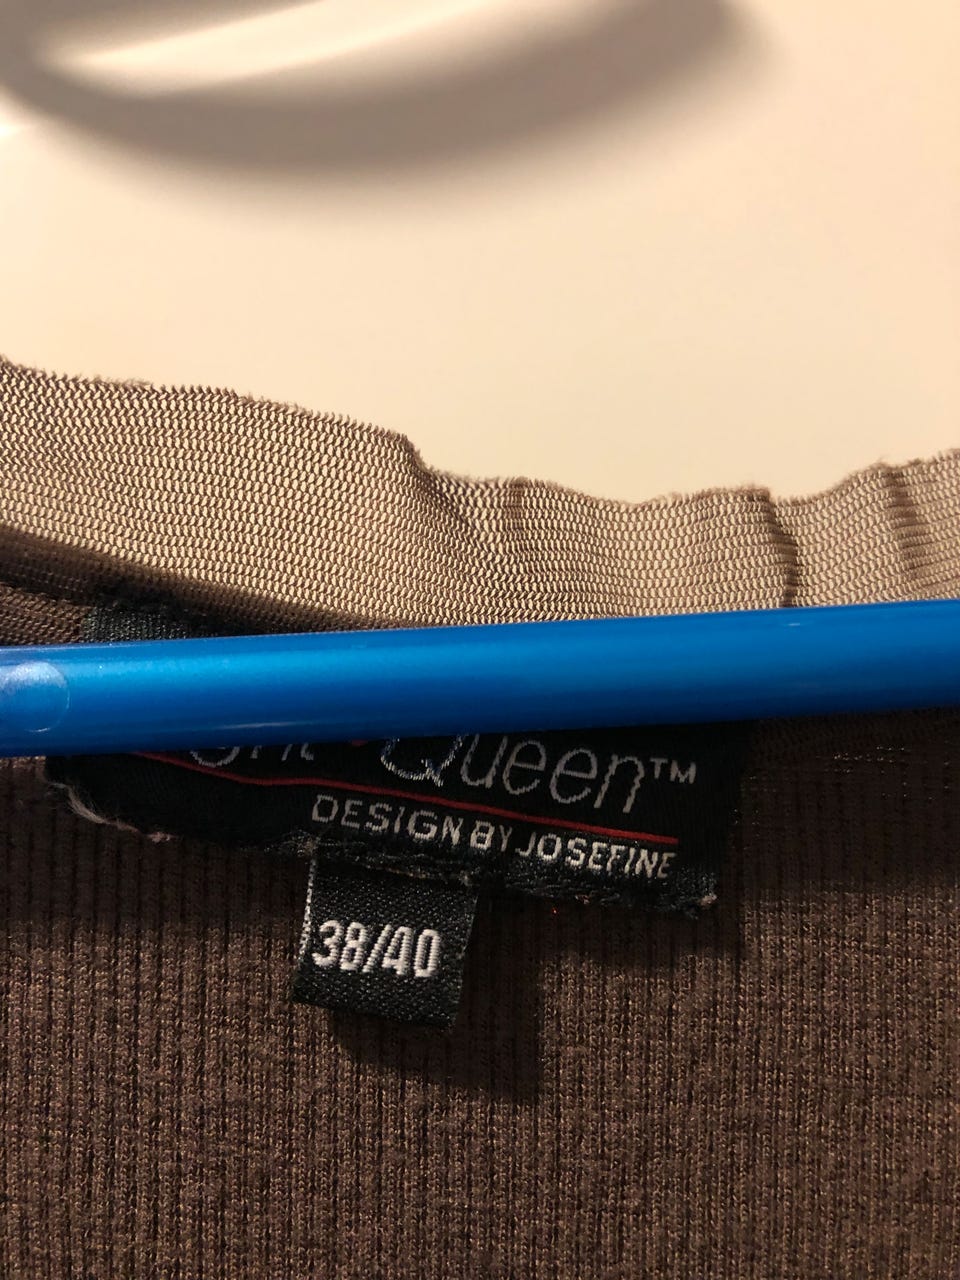 Queen™
DESIGN BY JOSEFINE
38/40